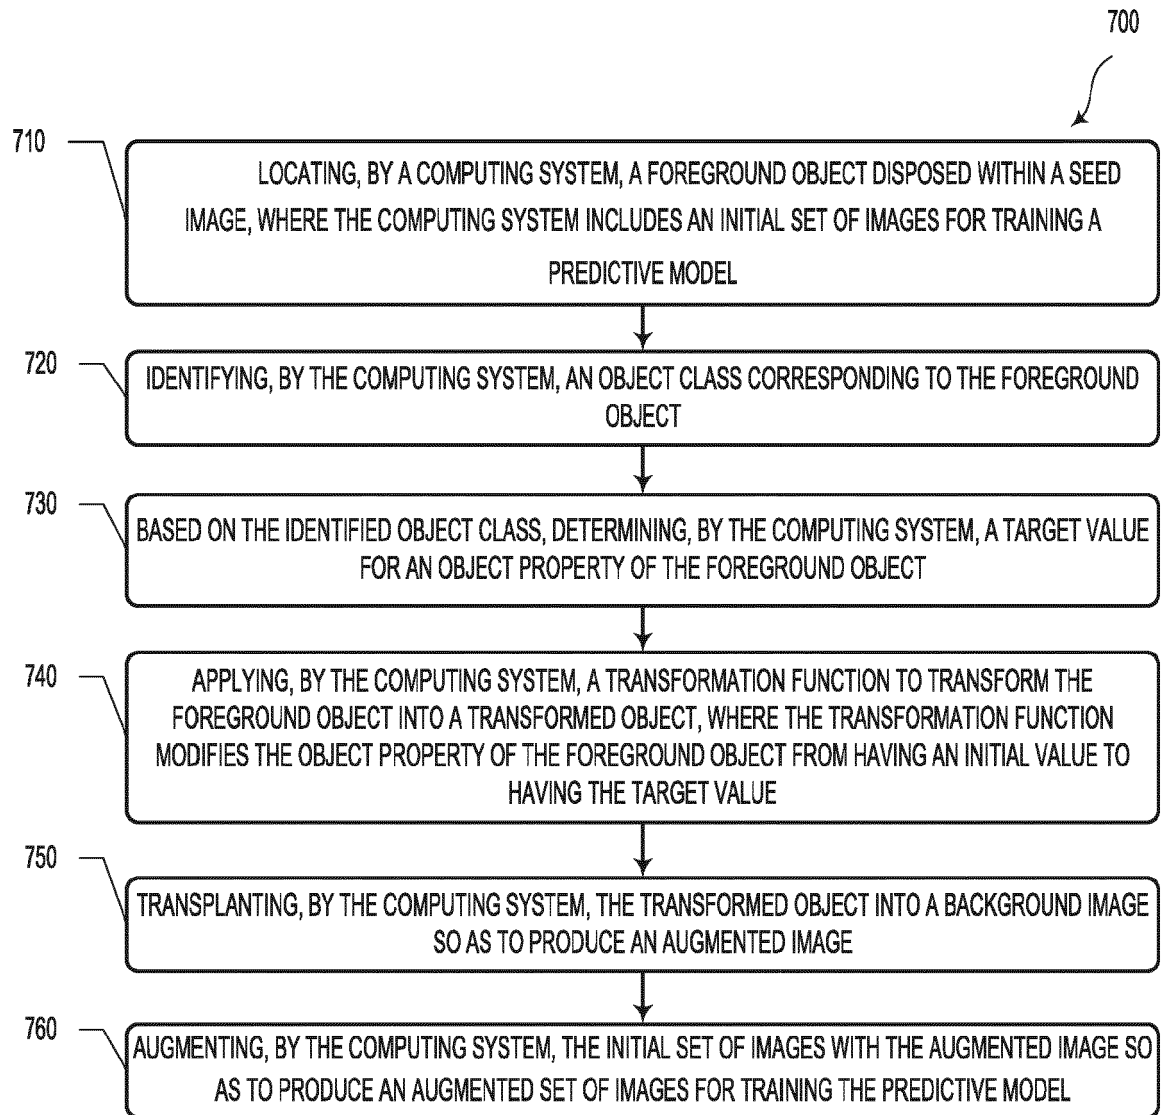 700
710
LOCATING, BY A COMPUTING SYSTEM, A FOREGROUND OBJECT DISPOSED WITHIN A SEED
IMAGE, WHERE THE COMPUTING SYSTEM INCLUDES AN INITIAL SET OF IMAGES FOR TRAINING A
PREDICTIVE MODEL
720
IDENTIFYING, BY THE COMPUTING SYSTEM, AN OBJECT CLASS CORRESPONDING TO THE FOREGROUND
OBJECT
730
BASED ON THE IDENTIFIED OBJECT CLASS, DETERMINING, BY THE COMPUTING SYSTEM, A TARGET VALUE
FOR AN OBJECT PROPERTY OF THE FOREGROUND OBJECT
740
APPLYING, BY THE COMPUTING SYSTEM, A TRANSFORMATION FUNCTION TO TRANSFORM THE
FOREGROUND OBJECT INTO A TRANSFORMED OBJECT, WHERE THE TRANSFORMATION FUNCTION
MODIFIES THE OBJECT PROPERTY OF THE FOREGROUND OBJECT FROM HAVING AN INITIAL VALUE TO
HAVING THE TARGET VALUE
750
TRANSPLANTING, BY THE COMPUTING SYSTEM, THE TRANSFORMED OBJECT INTO A BACKGROUND IMAGE
SO AS TO PRODUCE AN AUGMENTED IMAGE
760
AUGMENTING, BY THE COMPUTING SYSTEM, THE INITIAL SET OF IMAGES WITH THE AUGMENTED IMAGE SO
AS TO PRODUCE AN AUGMENTED SET OF IMAGES FOR TRAINING THE PREDICTIVE MODEL